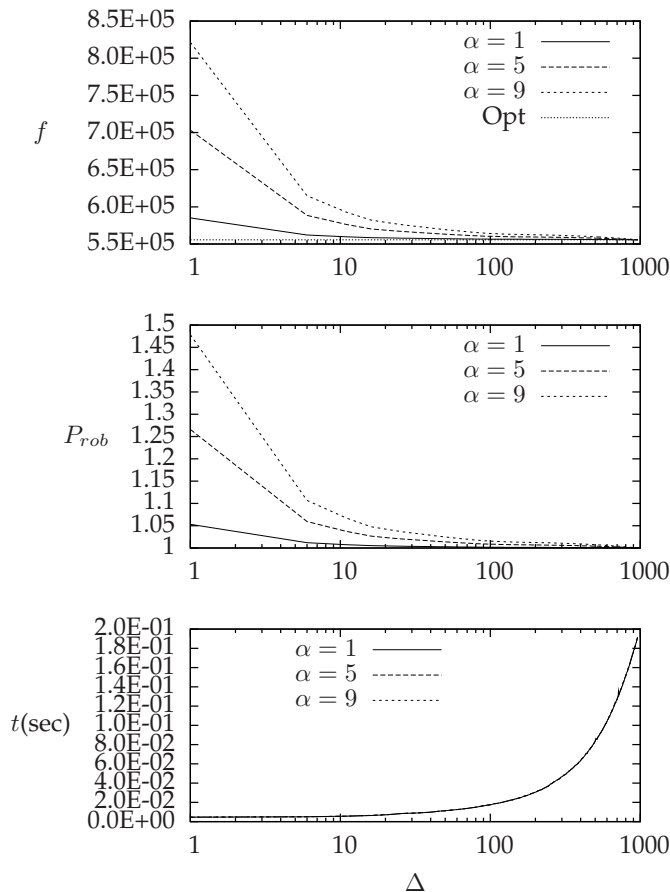 8.5E+05
8.0E+05
7.5E+05
7.0E+05
6.5E+05
6.0E+05
5.5E+05
f
α = 1
α = 5
α = 9
Opt
1 10 100 1000
1.5
1.45
1.4
1.35
1.3
1.25
1.2
1.15
1.1
1.05
1
P_rob
α = 1
α = 5
α = 9
1 10 100 1000
2.0E-01
1.8E-01
1.6E-01
1.4E-01
1.2E-01
1.0E-01
8.0E-02
6.0E-02
4.0E-02
2.0E-02
0.0E+00
t(sec)
α = 1
α = 5
α = 9
1 10 100 1000
Δ